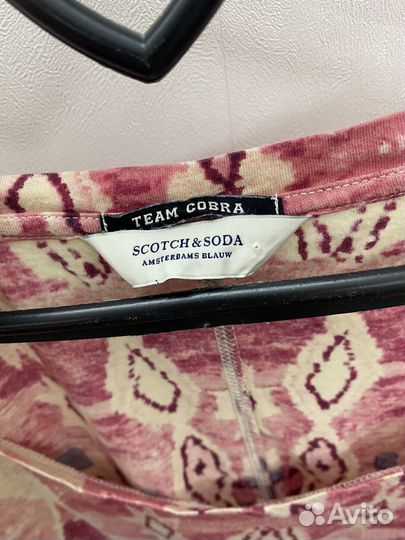 TEAM COBRA
SCOTCH & SODA
AMSTERDAMS BLAUW
Avito